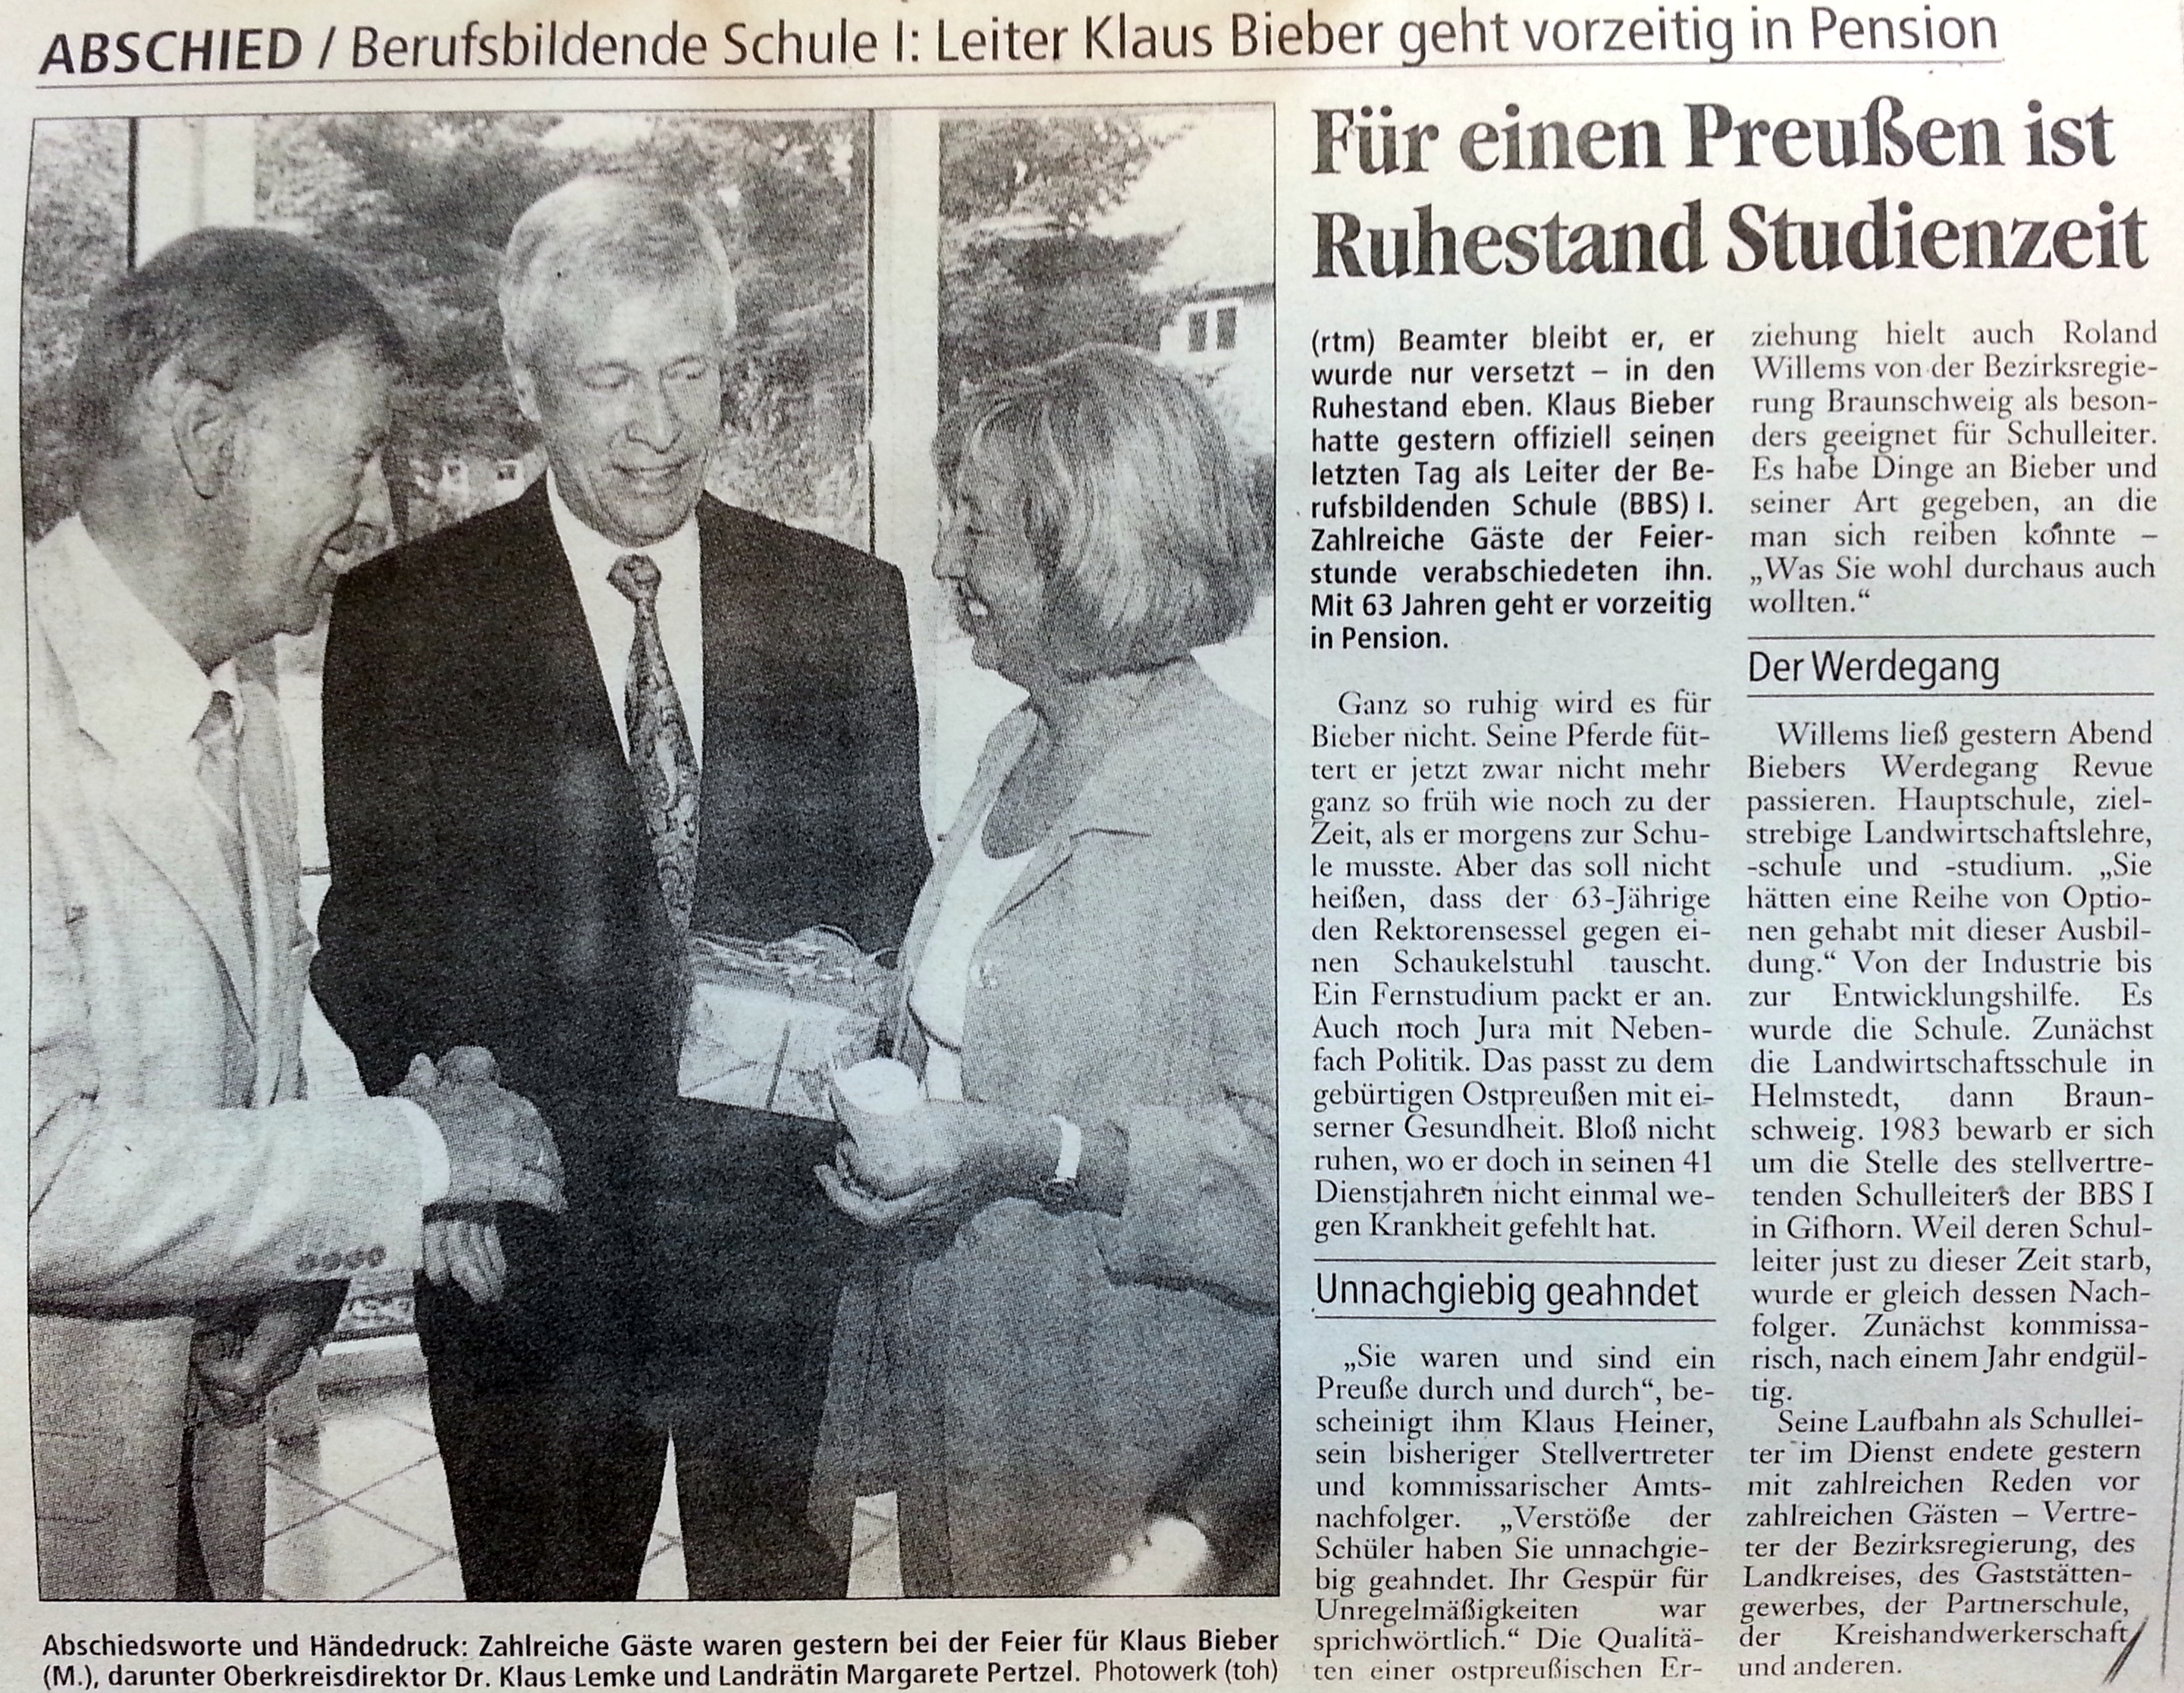 ABSCHIED / Berufsbildende Schule I: Leiter Klaus Bieber geht vorzeitig in Pension
Für einen Preußen ist
Ruhestand Studienzeit
(rtm) Beamter bleibt er, er
wurde nur versetzt – in den
Ruhestand eben. Klaus Bieber
hatte gestern offiziell seinen
letzten Tag als Leiter der Be-
rufsbildenden Schule (BBS) I.
Zahlreiche Gäste der Feier-
stunde verabschiedeten ihn.
Mit 63 Jahren geht er vorzeitig
in Pension.
Ganz so ruhig wird es für
Bieber nicht. Seine Pferde füt-
tert er jetzt zwar nicht mehr
ganz so früh wie noch zu der
Zeit, als er morgens zur Schu-
le musste. Aber das soll nicht
heißen, dass der 63-Jährige
den Rektorensessel gegen ei-
nen Schaukelstuhl tauscht.
Ein Fernstudium packt er an.
Auch noch Jura mit Neben-
fach Politik. Das passt zu dem
gebürtigen Ostpreußen mit ei-
serner Gesundheit. Bloß nicht
ruhen, wo er doch in seinen 41
Dienstjahren nicht einmal we-
gen Krankheit gefehlt hat.
Unnachgiebig geahndet
„Sie waren und sind ein
Preuße durch und durch“, be-
scheinigt ihm Klaus Heiner,
sein bisheriger Stellvertreter
und kommissarischer Amts-
nachfolger. „Verstöße der
Schüler haben Sie unnachgie-
big geahndet. Ihr Gespür für
Unregelmäßigkeiten war
sprichwörtlich.“ Die Qualitä-
ten einer ostpreußischen Er-
ziehung hielt auch Roland
Willems von der Bezirksregie-
rung Braunschweig als beson-
ders geeignet für Schulleiter.
Es habe Dinge an Bieber und
seiner Art gegeben, an die
man sich reiben konnte –
„Was Sie wohl durchaus auch
wollten.“
Der Werdegang
Willems ließ gestern Abend
Biebers Werdegang Revue
passieren. Hauptschule, ziel-
strebige Landwirtschaftslehre,
-schule und -studium. „Sie
hätten eine Reihe von Optio-
nen gehabt mit dieser Ausbil-
dung.“ Von der Industrie bis
zur Entwicklungshilfe. Es
wurde die Schule. Zunächst
die Landwirtschaftsschule in
Helmstedt, dann Braun-
schweig. 1983 bewarb er sich
um die Stelle des stellvertre-
tenden Schulleiters der BBS I
in Gifhorn. Weil deren Schul-
leiter just zu dieser Zeit starb,
wurde er gleich dessen Nach-
folger. Zunächst kommissa-
risch, nach einem Jahr endgül-
tig.
Seine Laufbahn als Schullei-
ter im Dienst endete gestern
mit zahlreichen Reden vor
zahlreichen Gästen – Vertre-
ter der Bezirksregierung, des
Landkreises, des Gaststätten-
gewerbes, der Partnerschule,
der Kreishandwerkerschaft
und anderen.
Abschiedsworte und Händedruck: Zahlreiche Gäste waren gestern bei der Feier für Klaus Bieber
(M.), darunter Oberkreisdirektor Dr. Klaus Lemke und Landrätin Margarete Pertzel. Photowerk (toh)